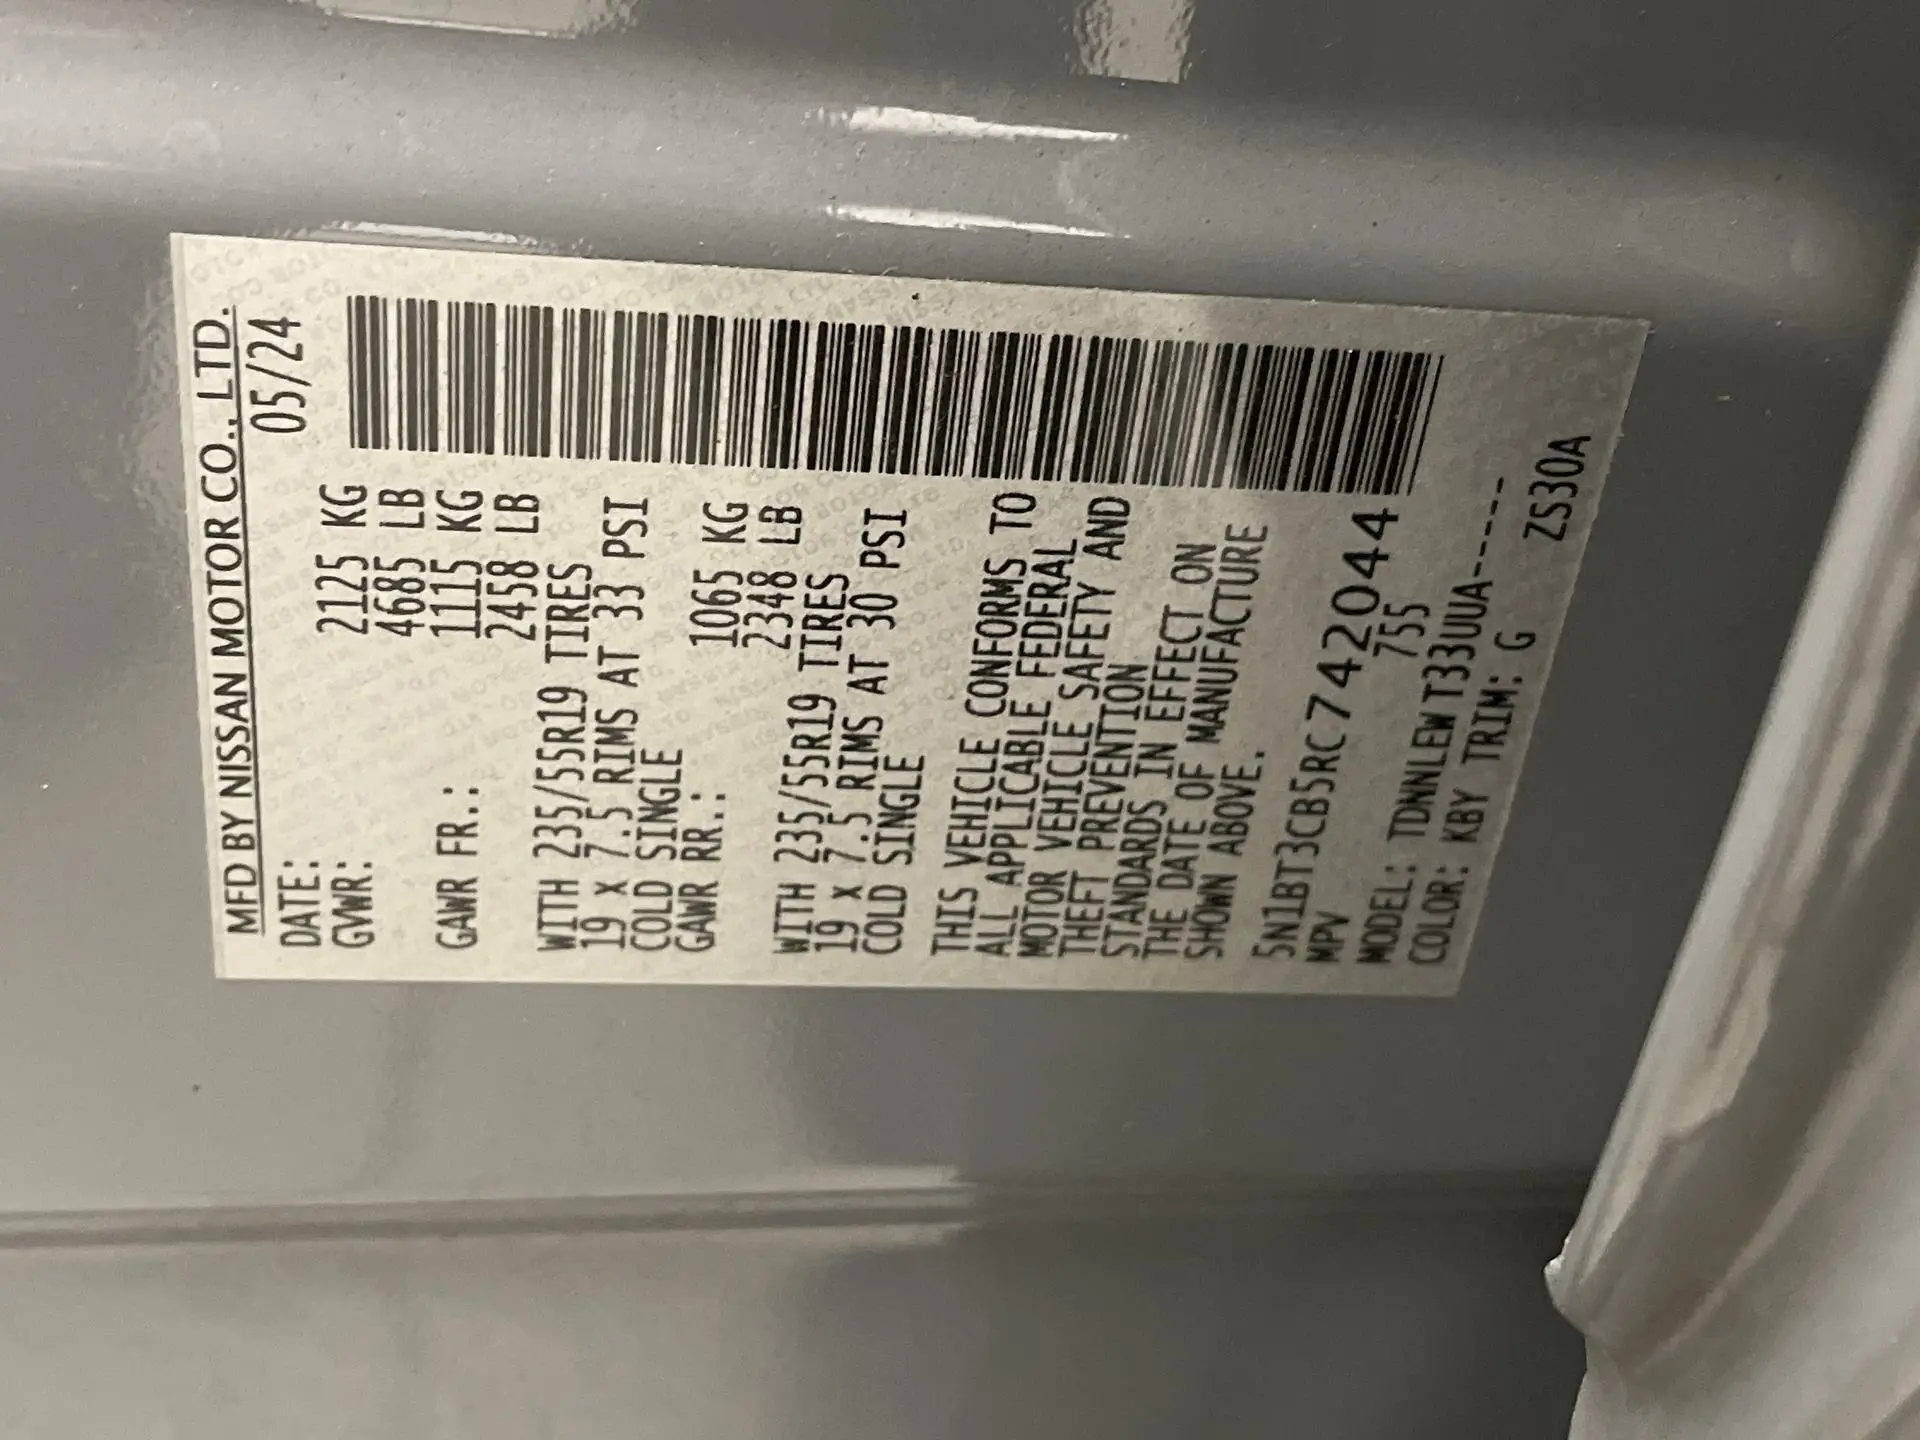 MFD BY NISSAN MOTOR CO., LTD.
DATE: 05/24
GVWR: 2125 KG
4685 LB
GAWR FR.: 1115 KG
2458 LB
WITH 235/55R19 TIRES
19 x 7.5 RIMS AT 33 PSI
COLD SINGLE
GAWR RR.: 1065 KG
2348 LB
WITH 235/55R19 TIRES
19 x 7.5 RIMS AT 30 PSI
COLD SINGLE
THIS VEHICLE CONFORMS TO
ALL APPLICABLE FEDERAL
MOTOR VEHICLE SAFETY AND
THEFT PREVENTION
STANDARDS IN EFFECT ON
THE DATE OF MANUFACTURE
SHOWN ABOVE.
5N1BT3CB5RC742044
MPV 755
MODEL: TDNNLEW T33UUA-----
COLOR: KBY TRIM: G
ZS30A